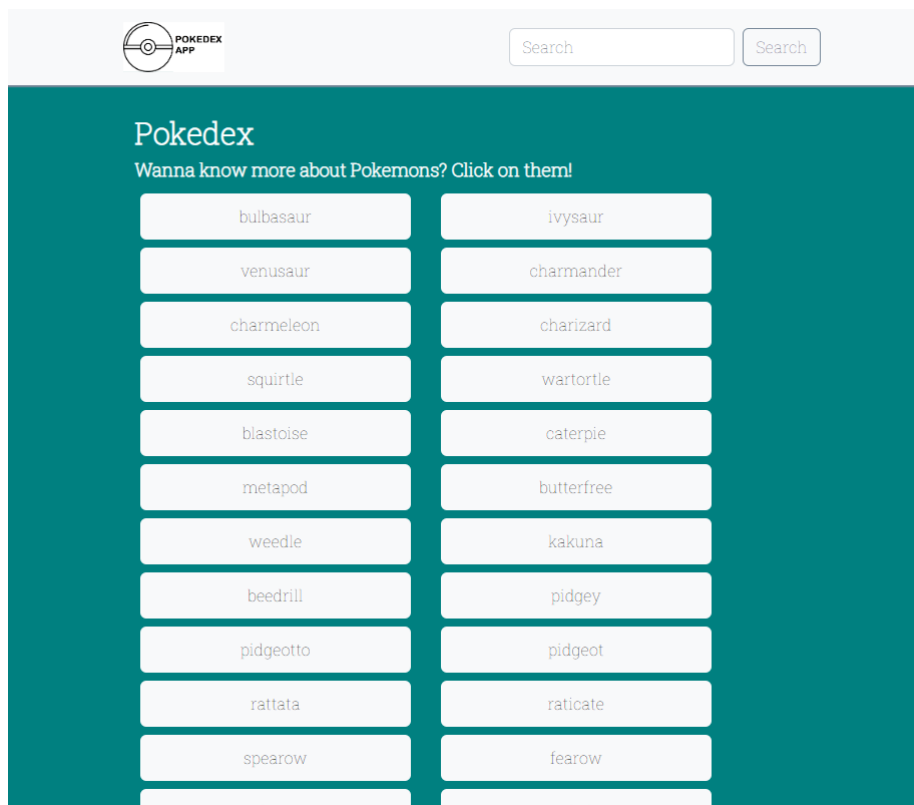 POKEDEX
APP
Search Search
Pokedex
Wanna know more about Pokemons? Click on them!
bulbasaur ivysaur
venusaur charmander
charmeleon charizard
squirtle wartortle
blastoise caterpie
metapod butterfree
weedle kakuna
beedrill pidgey
pidgeotto pidgeot
rattata raticate
spearow fearow